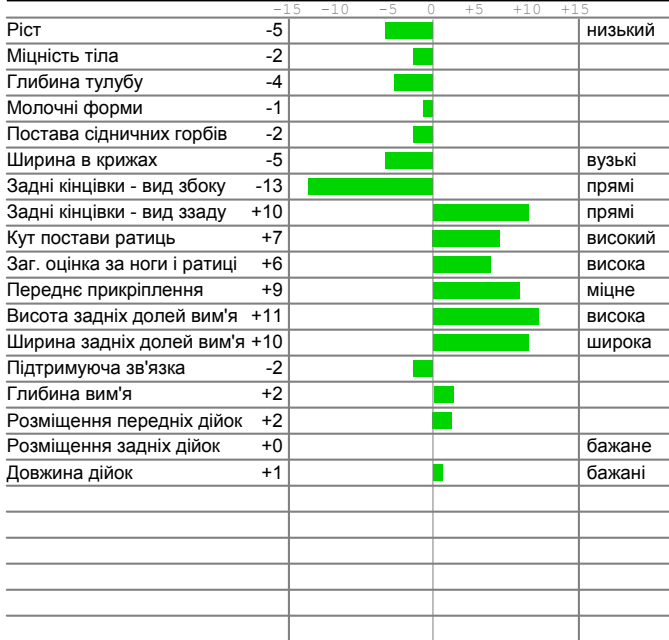 -15 -10 -5 0 +5 +10 +15
Ріст -5 низький
Міцність тіла -2
Глибина тулубу -4
Молочні форми -1
Постава сідничних горбів -2
Ширина в крижах -5 вузькі
Задні кінцівки - вид збоку -13 прямі
Задні кінцівки - вид ззаду +10 прямі
Кут постави ратиць +7 високий
Заг. оцінка за ноги і ратиці +6 висока
Переднє прикріплення +9 міцне
Висота задніх долей вим'я +11 висока
Ширина задніх долей вим'я +10 широка
Підтримуюча зв'язка -2
Глибина вим'я +2
Розміщення передніх дійок +2
Розміщення задніх дійок +0 бажане
Довжина дійок +1 бажані